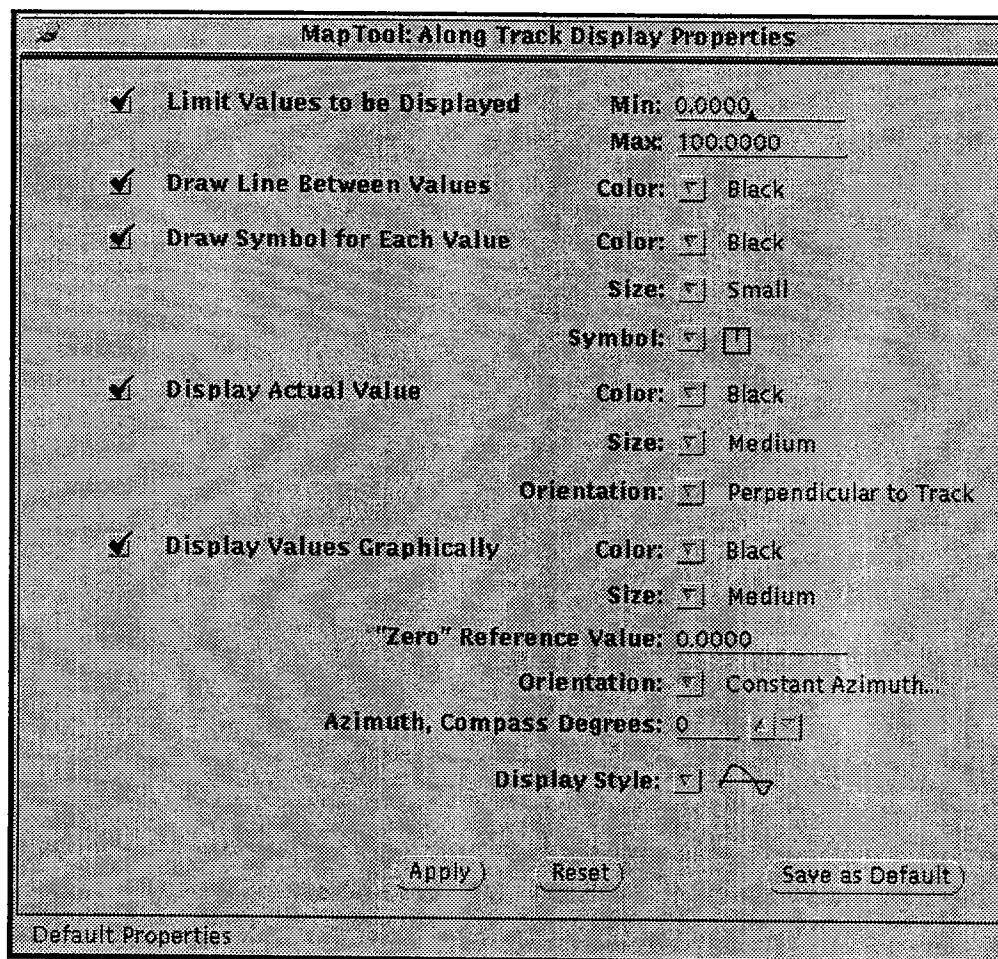 MapTool: Along Track Display Properties
Limit Values to be Displayed Min: 0.0000
Max: 100.0000
Draw Line Between Values Color: Black
Draw Symbol for Each Value Color: Black
Size: Small
Symbol:
Display Actual Value Color: Black
Size: Medium
Orientation: Perpendicular to Track
Display Values Graphically Color: Black
Size: Medium
"Zero" Reference Value: 0.0000
Orientation: Constant Azimuth...
Azimuth, Compass Degrees: 0
Display Style:
Apply Reset Save as Default
Default Properties